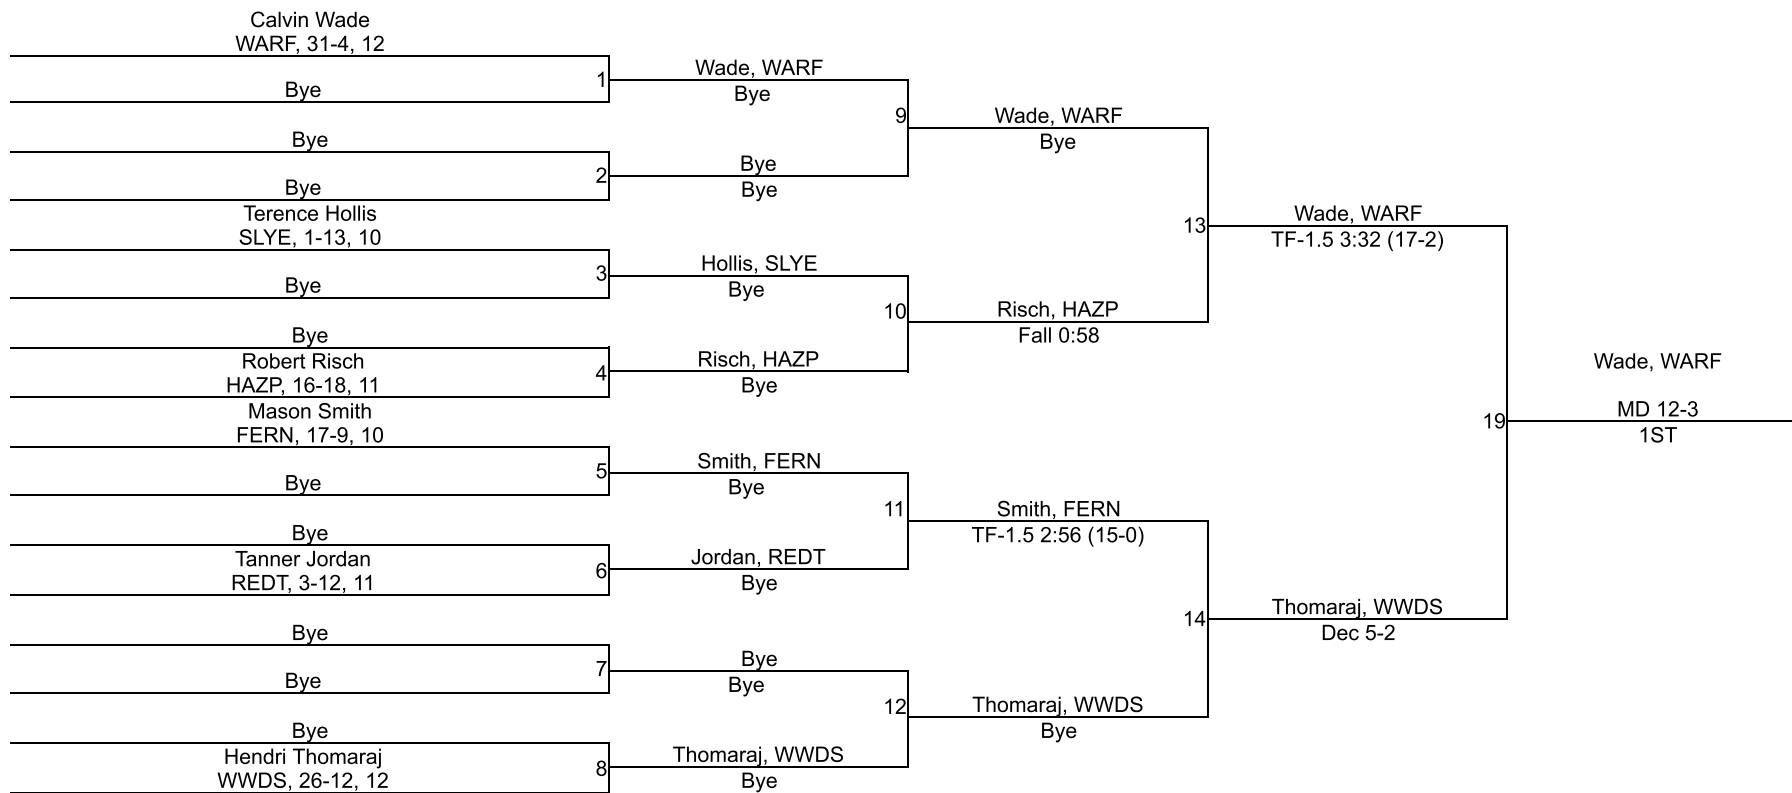 Calvin Wade
WARF, 31-4, 12
Bye
1
Bye
Bye
2
Terence Hollis
SLYE, 1-13, 10
Bye
3
Bye
Robert Risch
HAZP, 16-18, 11
4
Mason Smith
FERN, 17-9, 10
Bye
5
Bye
Tanner Jordan
REDT, 3-12, 11
6
Bye
Bye
7
Bye
Hendri Thomaraj
WWDS, 26-12, 12
8
Wade, WARF
Bye
9
Bye
Bye
Hollis, SLYE
Bye
10
Risch, HAZP
Bye
Smith, FERN
Bye
11
Jordan, REDT
Bye
Bye
Bye
12
Thomaraj, WWDS
Bye
Wade, WARF
Bye
13
Risch, HAZP
Fall 0:58
Smith, FERN
TF-1.5 2:56 (15-0)
14
Thomaraj, WWDS
Bye
Wade, WARF
TF-1.5 3:32 (17-2)
19
Thomaraj, WWDS
Dec 5-2
Wade, WARF
MD 12-3
1ST